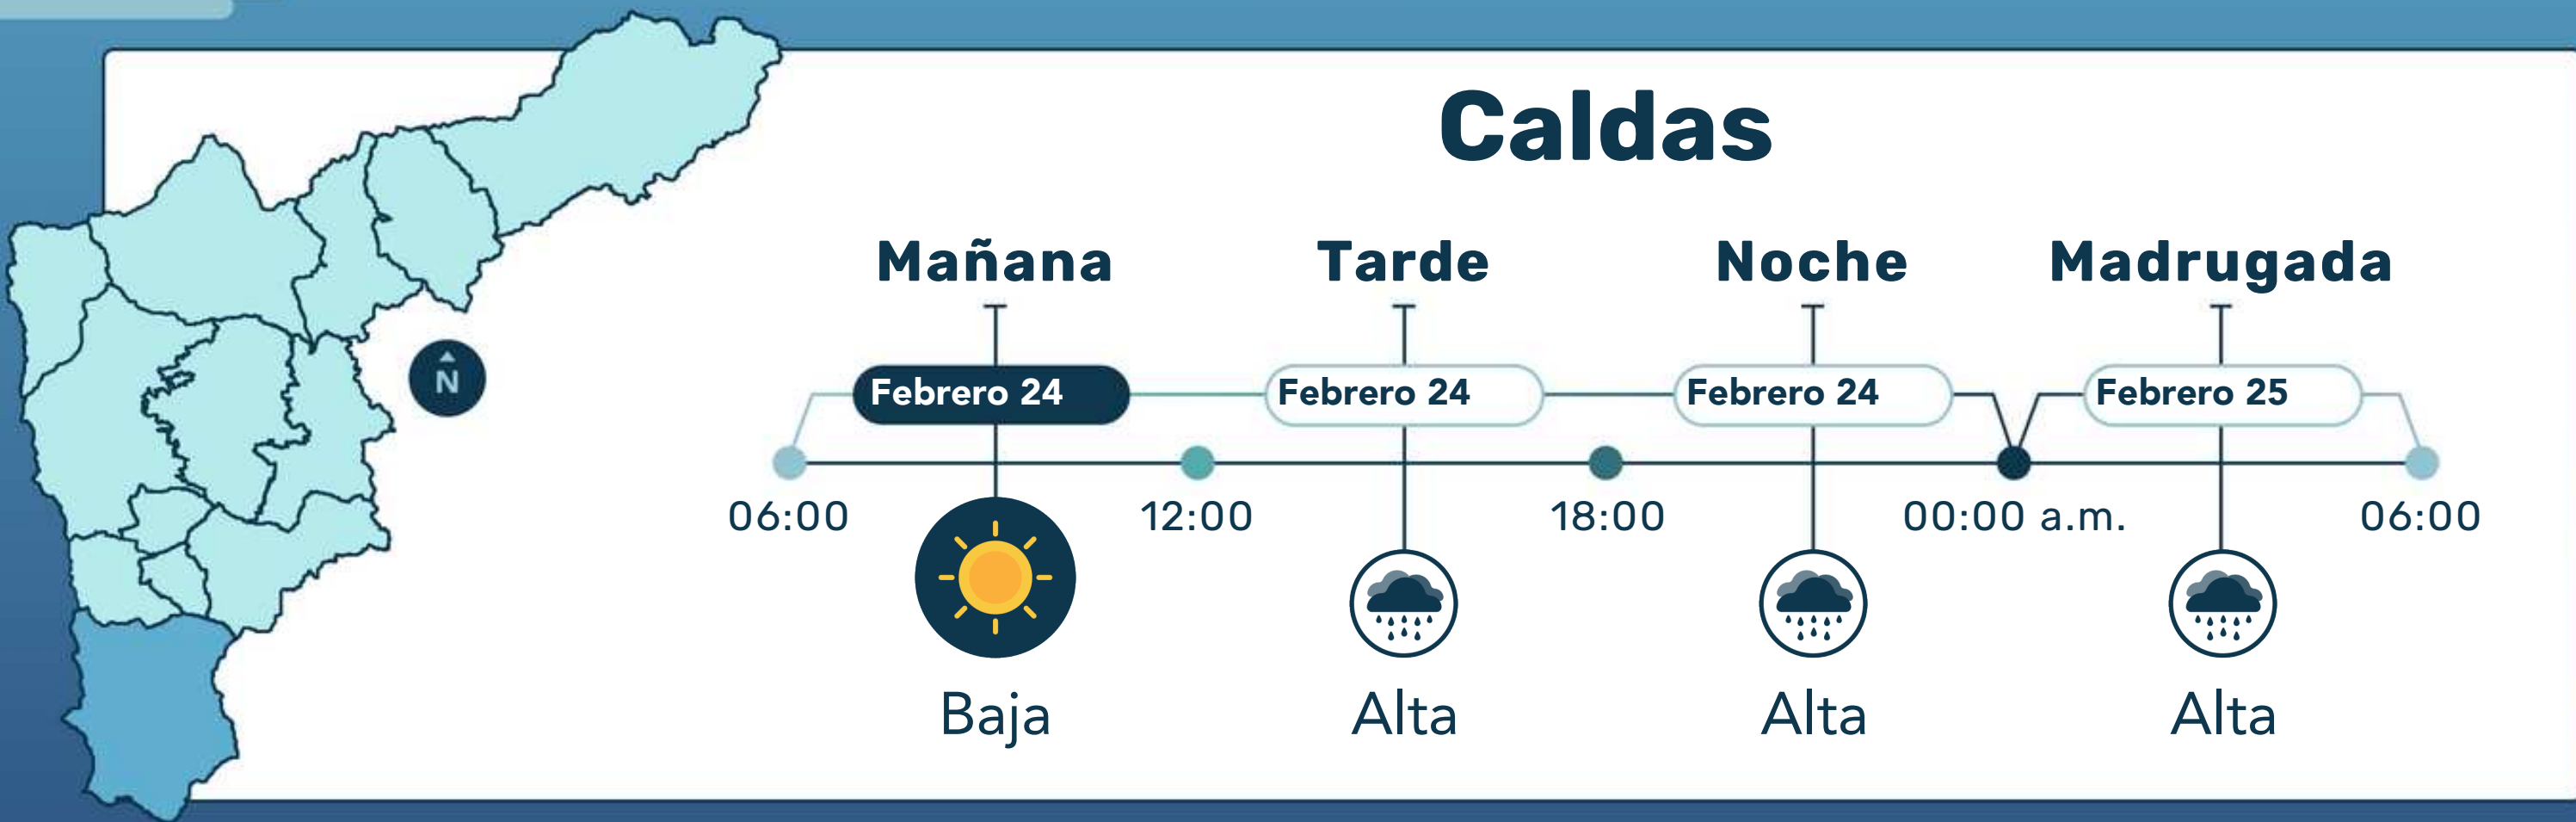 Caldas
Mañana Tarde Noche Madrugada
Febrero 24 Febrero 24 Febrero 24 Febrero 25
N
06:00 12:00 18:00 00:00 a.m. 06:00
Baja Alta Alta Alta